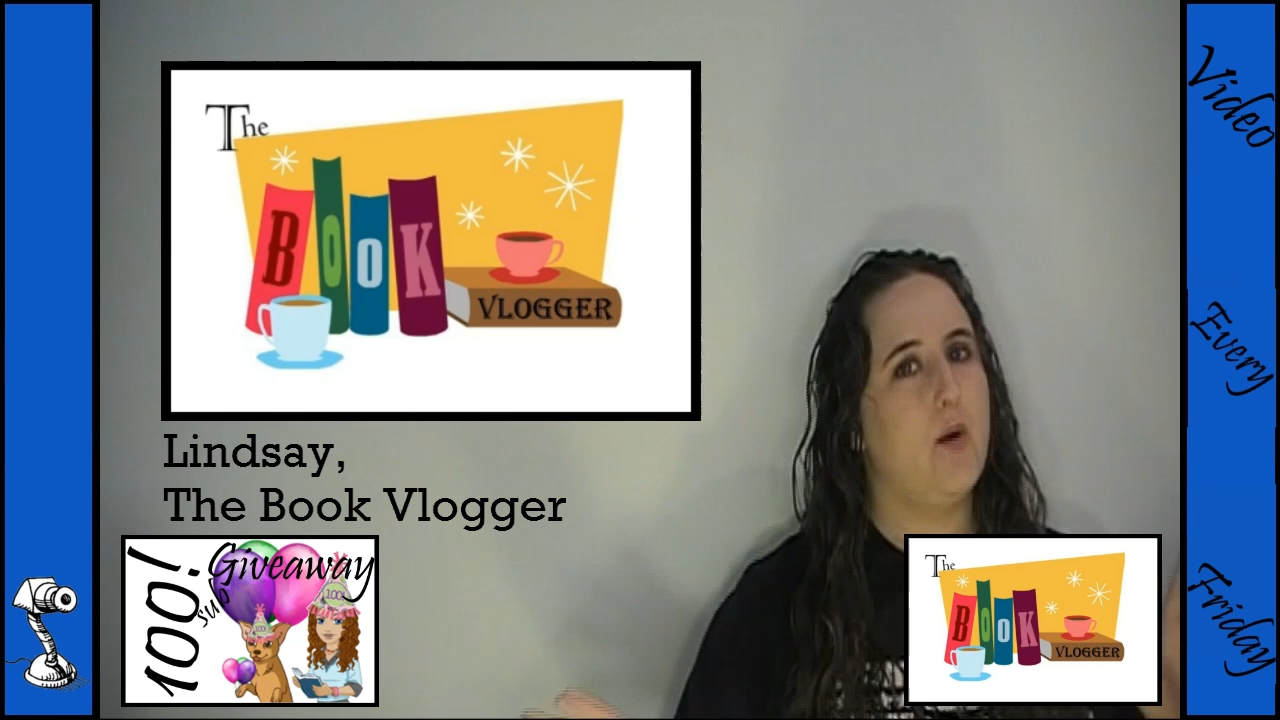 The
BOOK
VLOGGER
Lindsay,
The Book Vlogger
100!
sub
Giveaway
100!
The
BOOK
VLOGGER
Video
Every
Friday